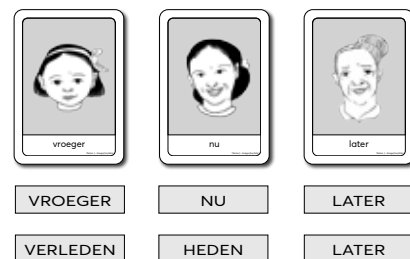 vroeger
nu
later
VROEGER
NU
LATER
VERLEDEN
HEDEN
LATER